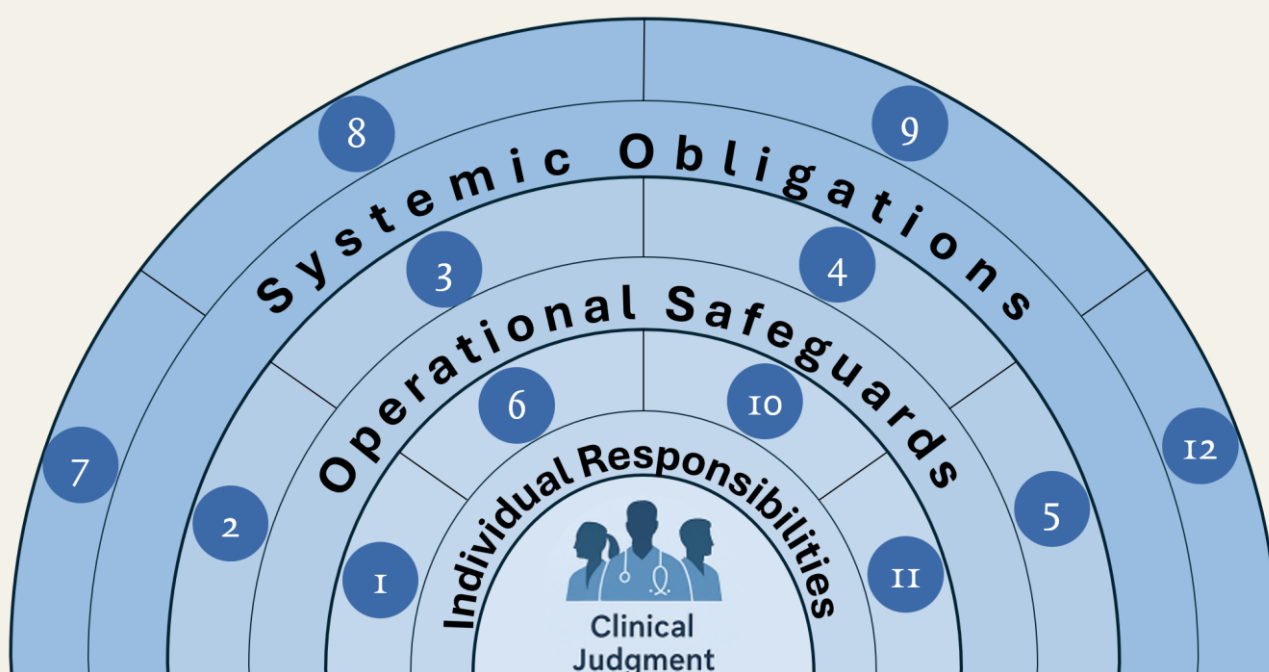 8
9
Systemic Obligations
7
3
4
12
Operational Safeguards
2
6
10
5
Individual Responsibilities
1
11
Clinical
Judgment